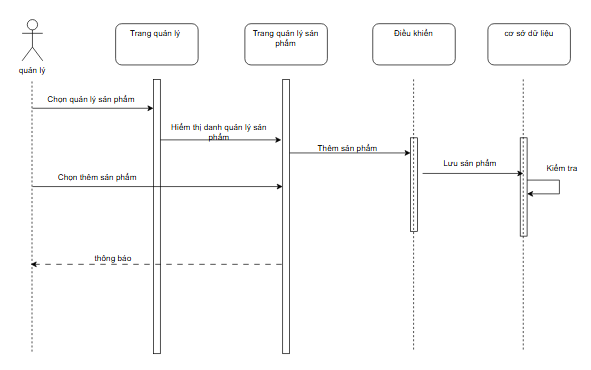 Trang quản lý
Trang quản lý sản
phẩm
Điều khiển
cơ sở dữ liệu
quản lý
Chọn quản lý sản phẩm
Hiểm thị danh quản lý sản
phẩm
Thêm sản phẩm
Lưu sản phẩm
Kiểm tra
Chọn thêm sản phẩm
thông báo